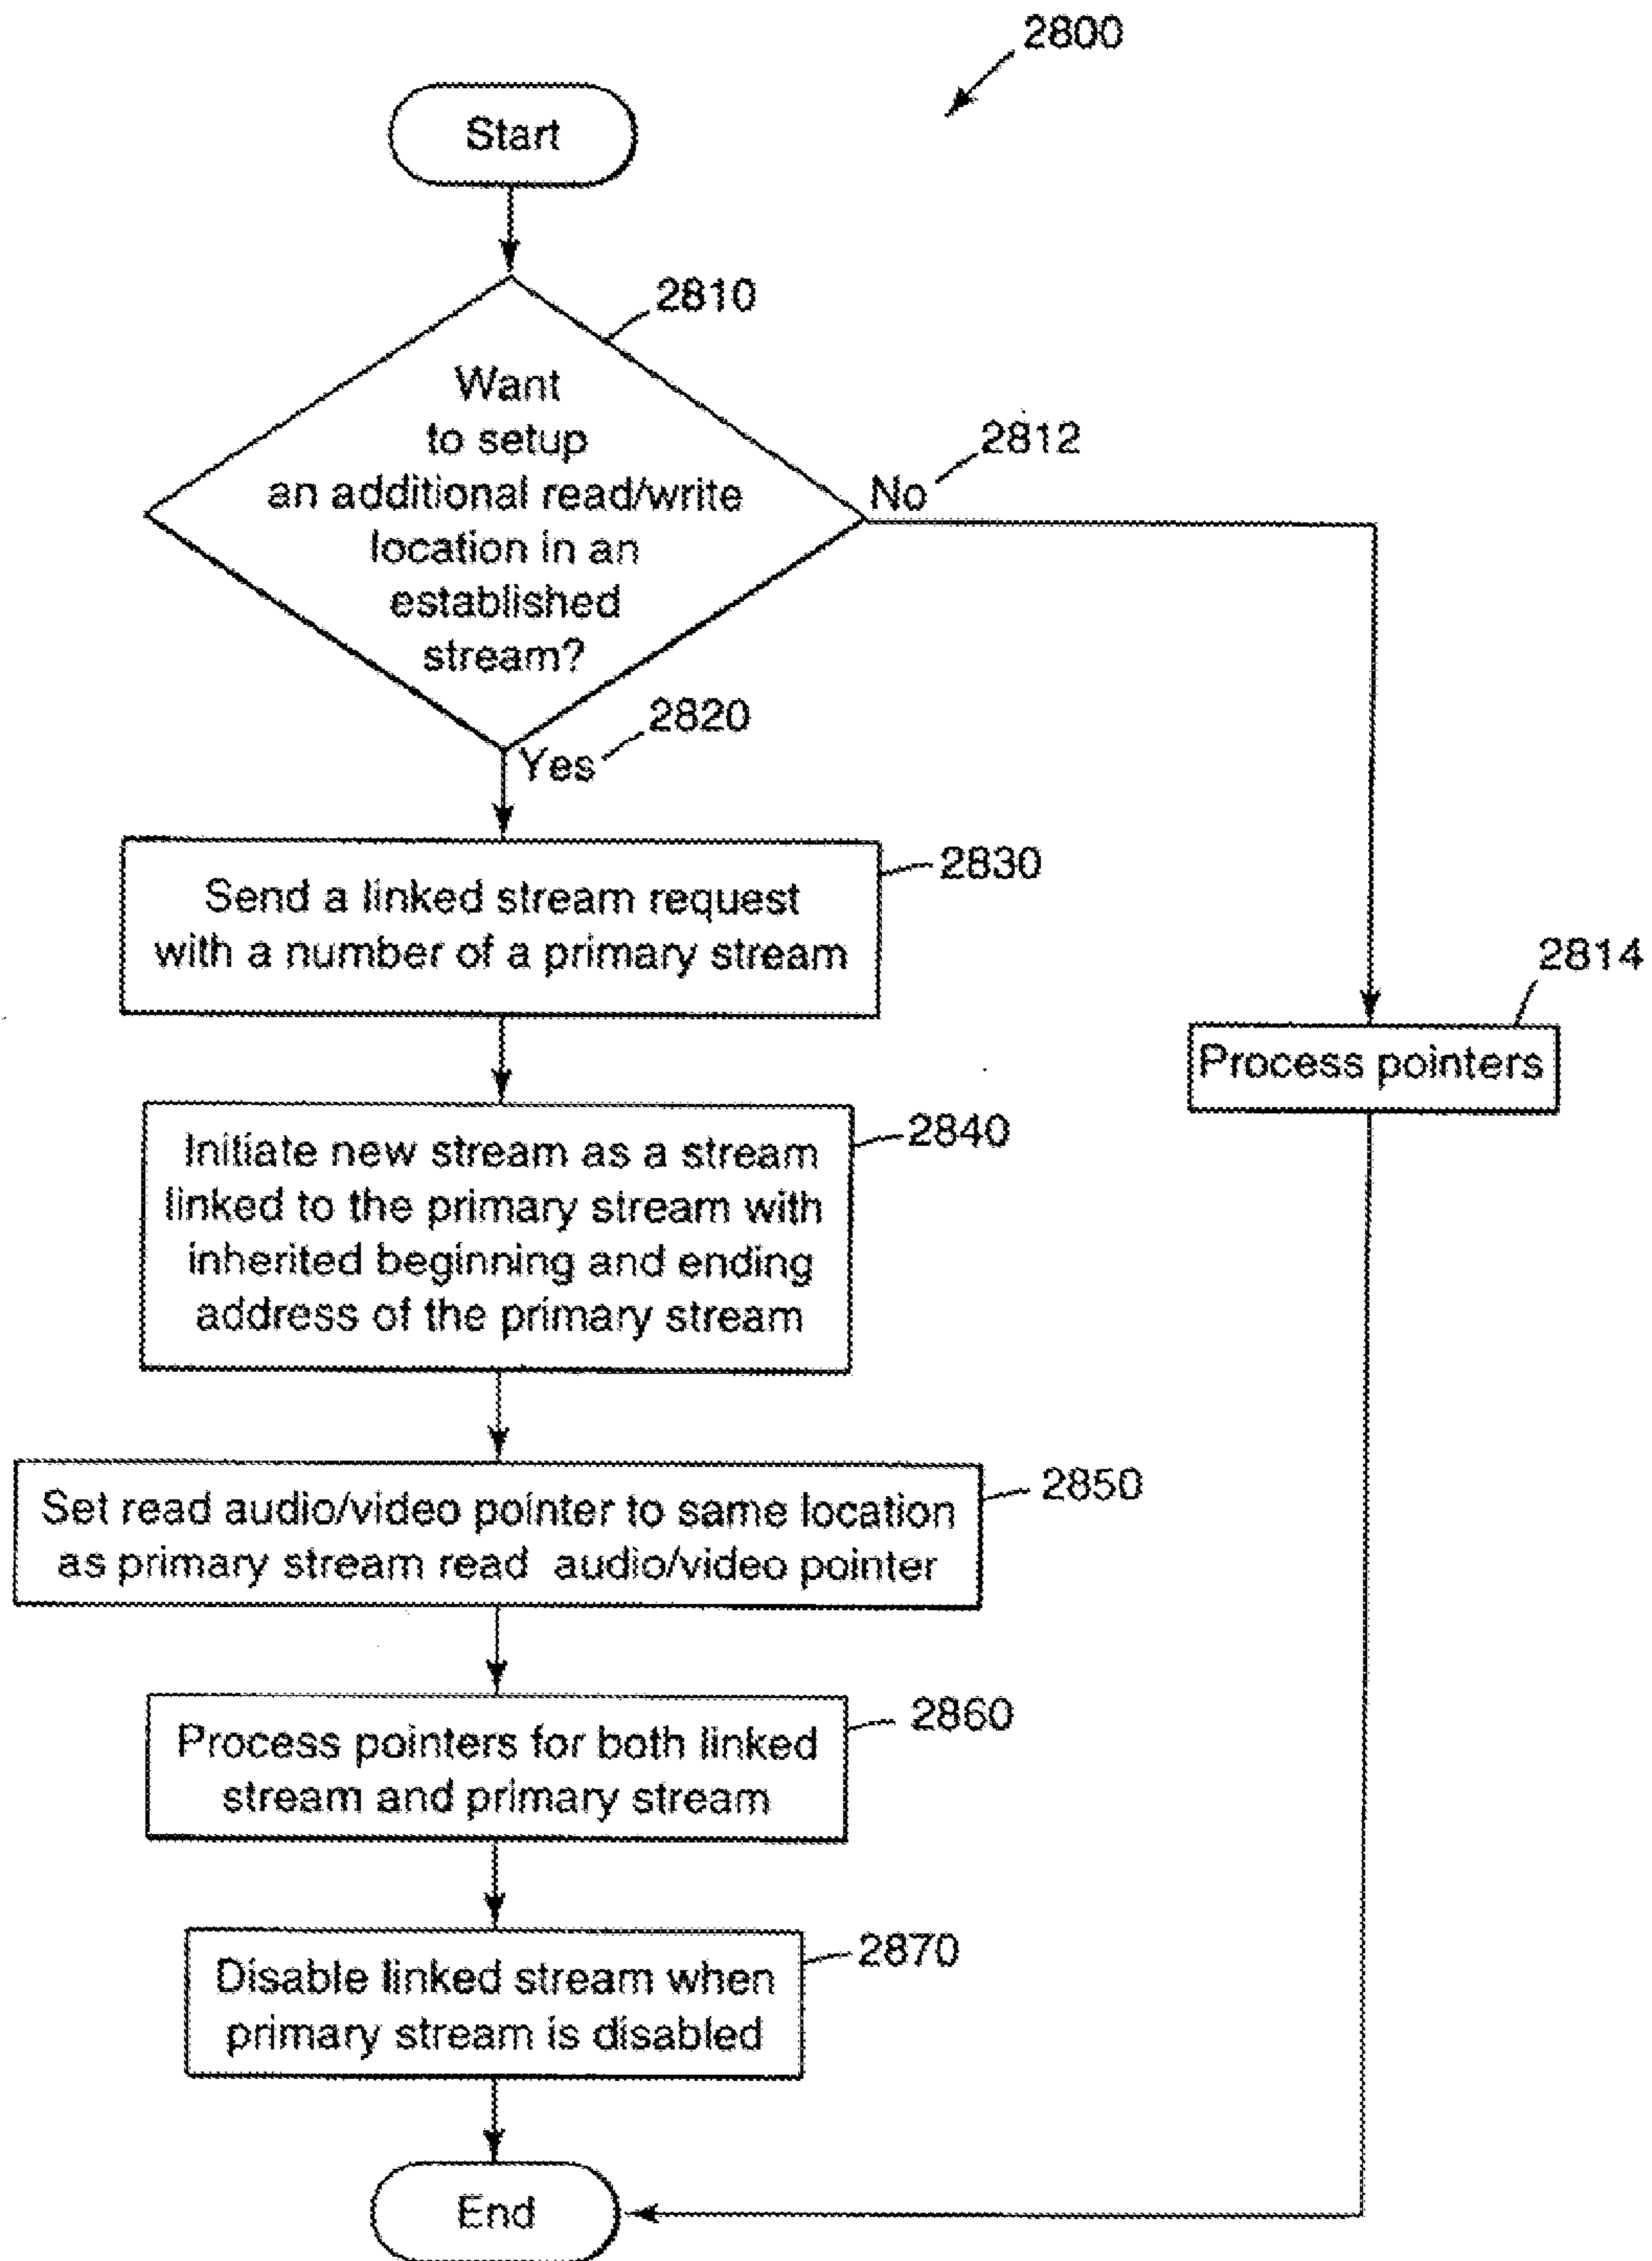 2800
Start
2810
Want
to setup
an additional read/write
location in an
established
stream?
No
2812
Yes
2820
Send a linked stream request
with a number of a primary stream
2830
Process pointers
2814
Initiate new stream as a stream
linked to the primary stream with
inherited beginning and ending
address of the primary stream
2840
Set read audio/video pointer to same location
as primary stream read audio/video pointer
2850
Process pointers for both linked
stream and primary stream
2860
Disable linked stream when
primary stream is disabled
2870
End